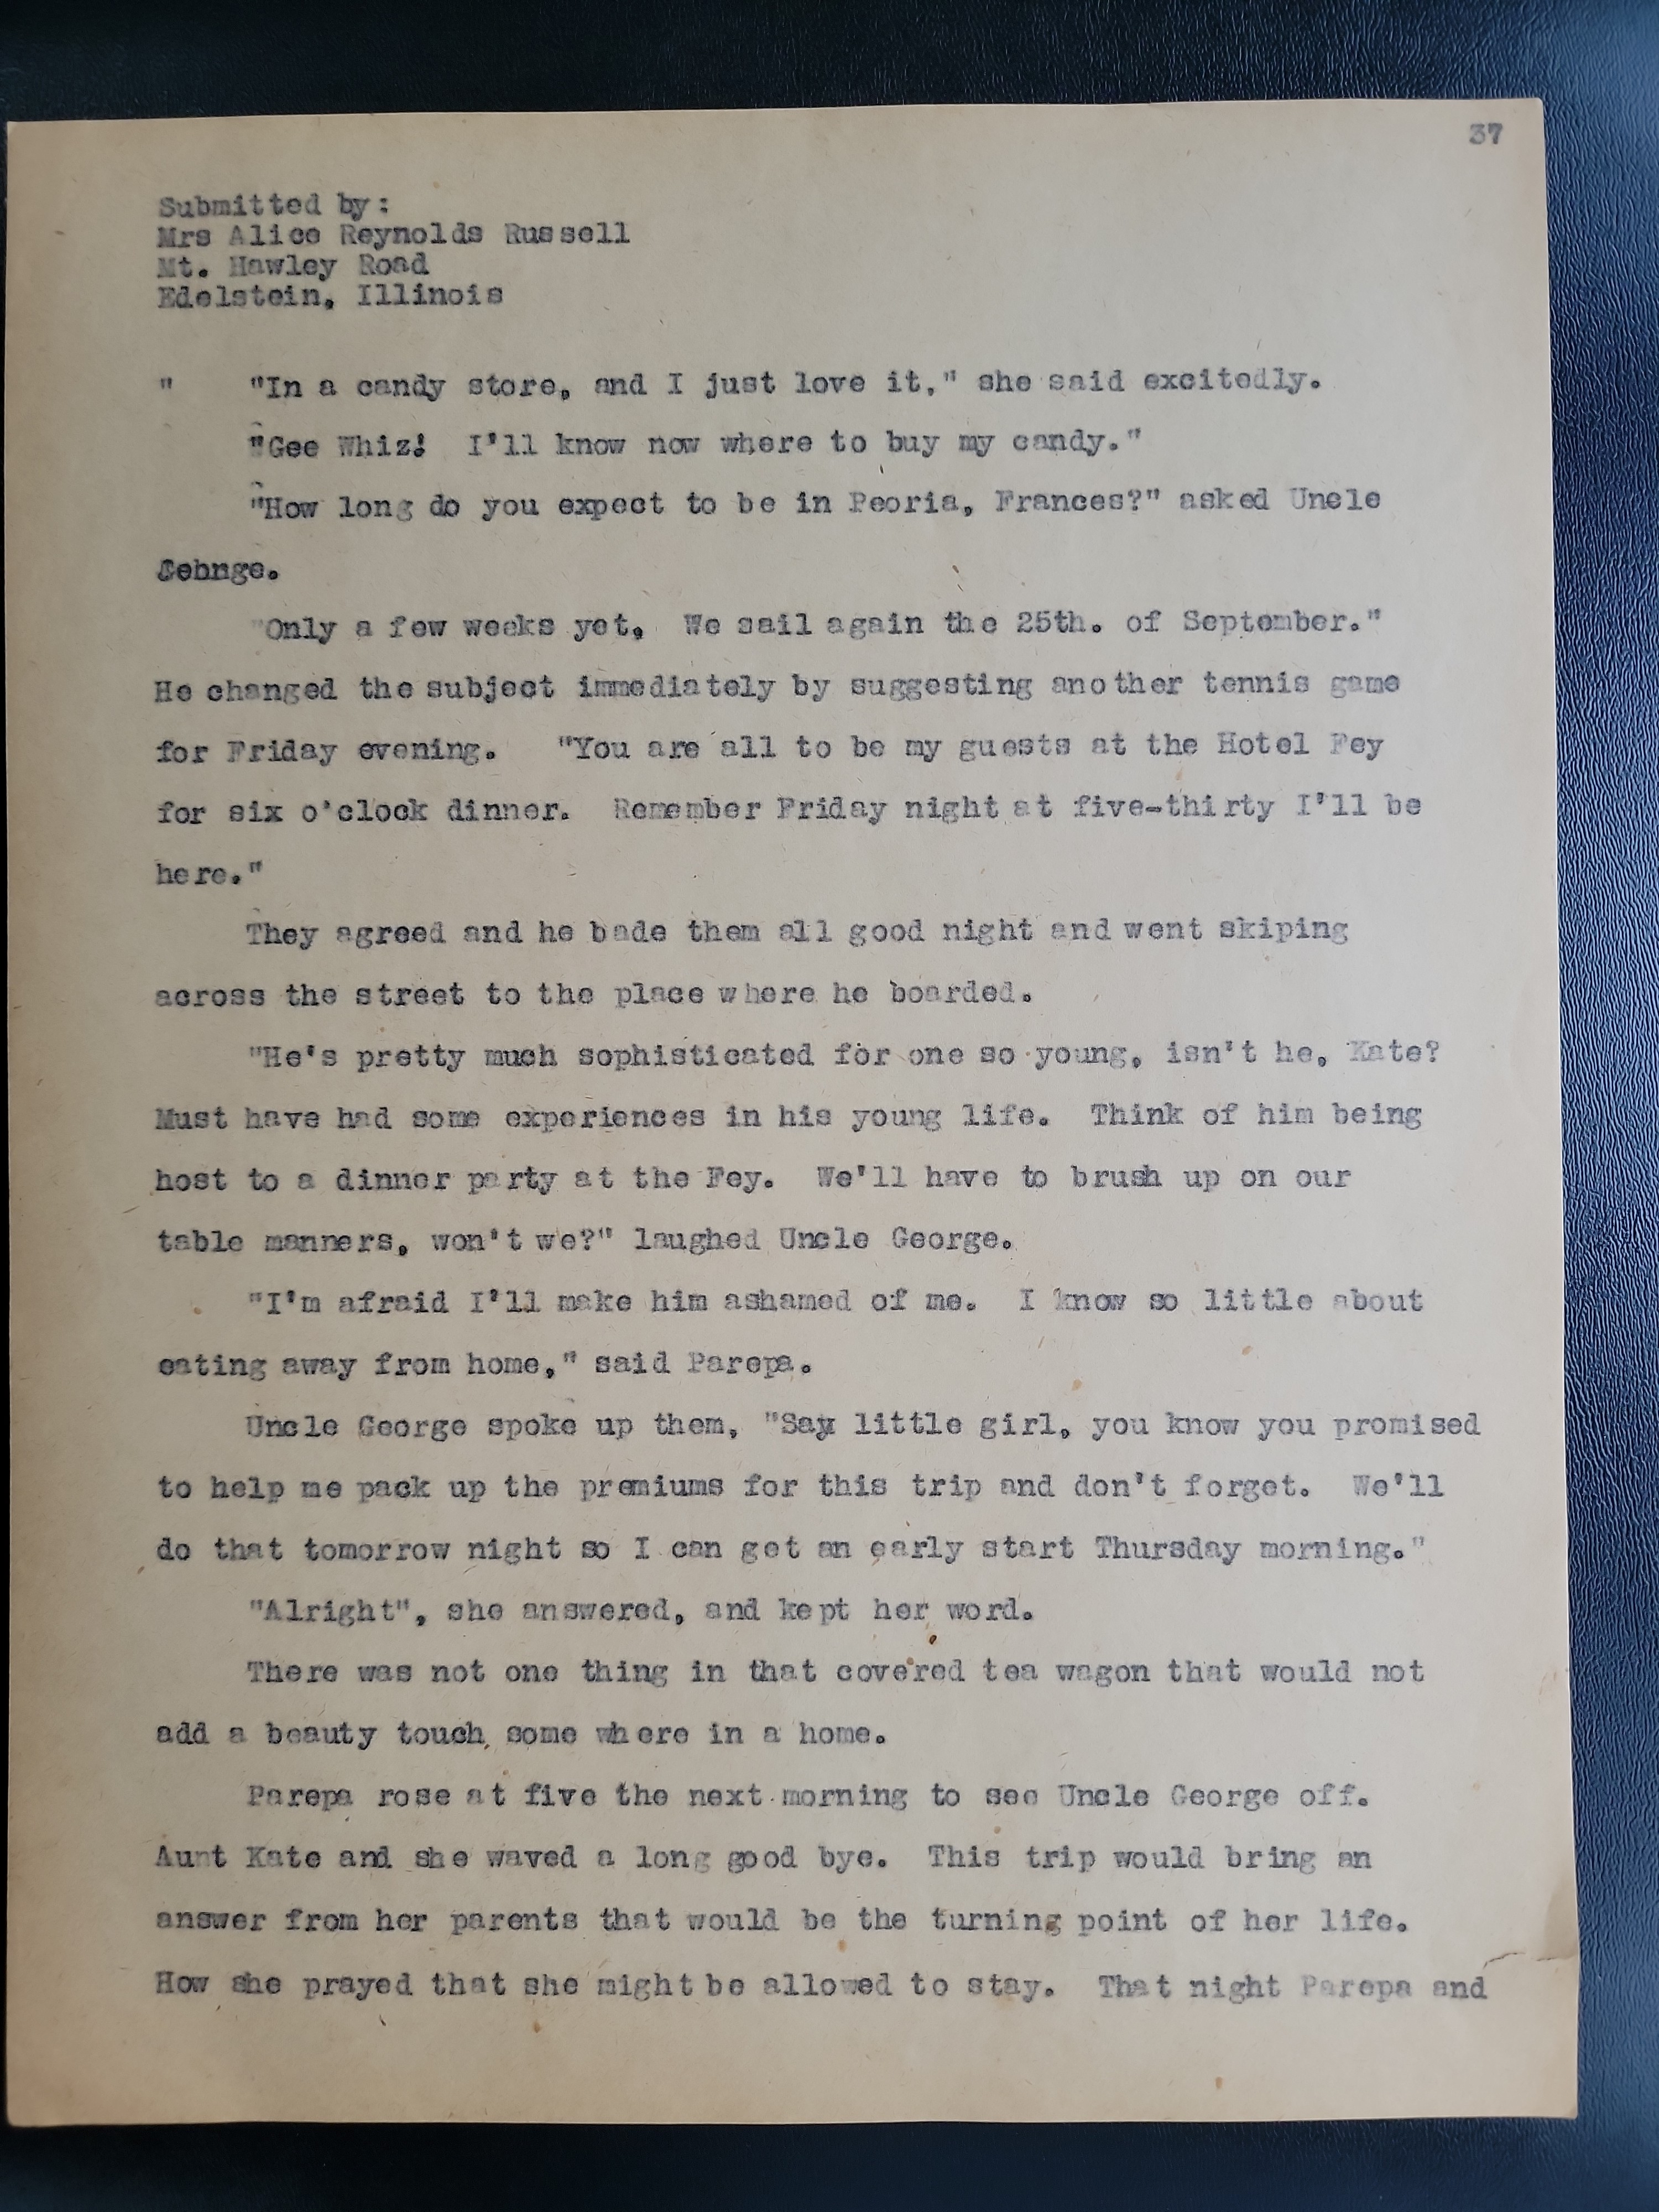 37
Submitted by:
Mrs Alice Reynolds Russell
Mt. Hawley Road
Edelstein, Illinois
" "In a candy store, and I just love it," she said excitedly.
"Gee Whiz! I'll know now where to buy my candy."
"How long do you expect to be in Peoria, Frances?" asked Uncle
"Only a few weeks yet, We sail again the 25th. of September."
He changed the subject immediately by suggesting another tennis game
for Friday evening. "You are all to be my guests at the Hotel Fey
for six o'clock dinner. Remember Friday night at five-thirty I'll be
here."
They agreed and he bade them all good night and went skiping
across the street to the place where he boarded.
"He's pretty much sophisticated for one so young, isn't he, Kate?
Must have had some experiences in his young life. Think of him being
host to a dinner party at the Fey. We'll have to brush up on our
table manners, won't we?" laughed Uncle George.
"I'm afraid I'll make him ashamed of me. I know so little about
eating away from home," said Parepa.
Uncle George spoke up them, "Say little girl, you know you promised
to help me pack up the premiums for this trip and don't forget. We'll
do that tomorrow night so I can get an early start Thursday morning."
"Alright", she answered, and kept her word.
There was not one thing in that covered tea wagon that would not
add a beauty touch some where in a home.
Parepa rose at five the next morning to see Uncle George off.
Aunt Kate and she waved a long good bye. This trip would bring an
answer from her parents that would be the turning point of her life.
How she prayed that she might be allowed to stay. That night Parepa and